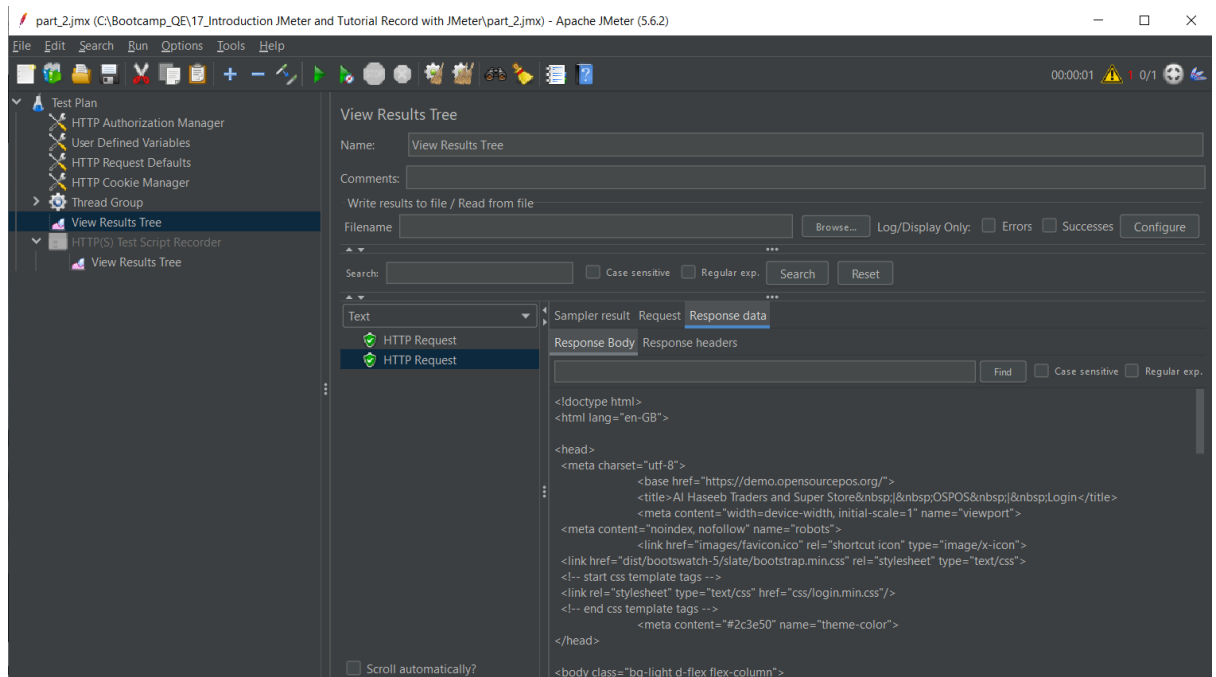 part_2.jmx (C:\Bootcamp_QE\17_Introduction JMeter and Tutorial Record with JMeter\part_2.jmx) - Apache JMeter (5.6.2)
File Edit Search Run Options Tools Help
00:00:01 1 0/1
Test Plan
HTTP Authorization Manager
User Defined Variables
HTTP Request Defaults
HTTP Cookie Manager
Thread Group
View Results Tree
HTTP(S) Test Script Recorder
View Results Tree
View Results Tree
Name: View Results Tree
Comments:
Write results to file / Read from file
Filename Browse... Log/Display Only: Errors Successes Configure
Search: Case sensitive Regular exp. Search Reset
Text
HTTP Request
HTTP Request
Scroll automatically?
Sampler result Request Response data
Response Body Response headers
Find Case sensitive Regular exp.
<!doctype html>
<html lang="en-GB">
<head>
<meta charset="utf-8">
<base href="https://demo.opensourcepos.org/">
<title>Al Haseeb Traders and Super Store&nbsp;|&nbsp;OSPOS&nbsp;|&nbsp;Login</title>
<meta content="width=device-width, initial-scale=1" name="viewport">
<meta content="noindex, nofollow" name="robots">
<link href="images/favicon.ico" rel="shortcut icon" type="image/x-icon">
<link href="dist/bootswatch-5/slate/bootstrap.min.css" rel="stylesheet" type="text/css">
<!-- start css template tags -->
<link rel="stylesheet" type="text/css" href="css/login.min.css"/>
<!-- end css template tags -->
<meta content="#2c3e50" name="theme-color">
</head>
<body class="bg-light d-flex flex-column">